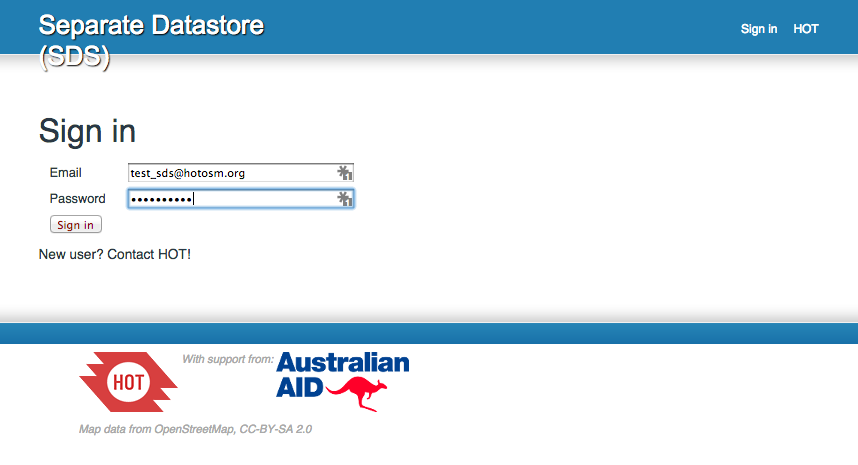 Separate Datastore
(SDS)
Sign in HOT
Sign in
Email test_sds@hotosm.org
Password ••••••••••
Sign in
New user? Contact HOT!
HOT
With support from:
Australian
AID
Map data from OpenStreetMap, CC-BY-SA 2.0